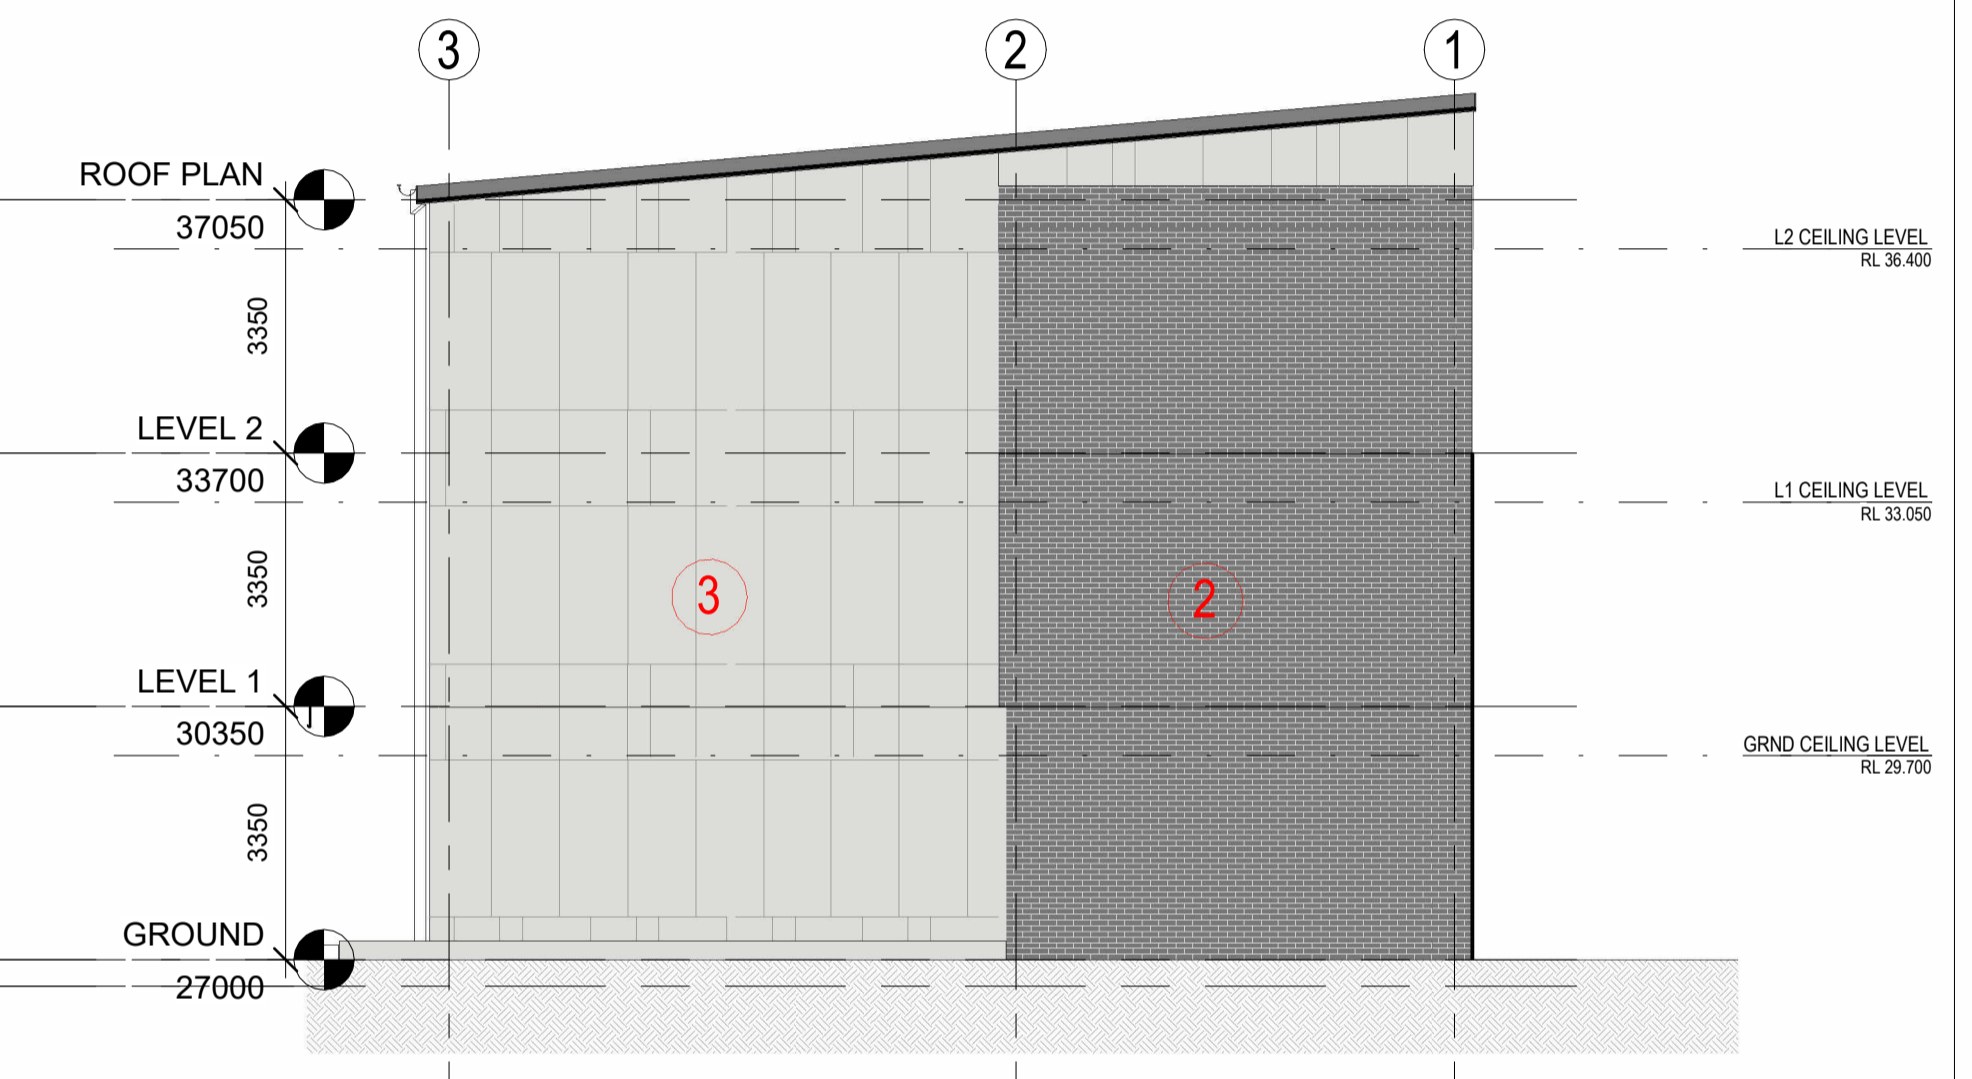 3
2
1
ROOF PLAN
37050
L2 CEILING LEVEL
RL 36.400
3350
LEVEL 2
33700
L1 CEILING LEVEL
RL 33.050
3350
3
2
LEVEL 1
30350
GRND CEILING LEVEL
RL 29.700
3350
GROUND
27000